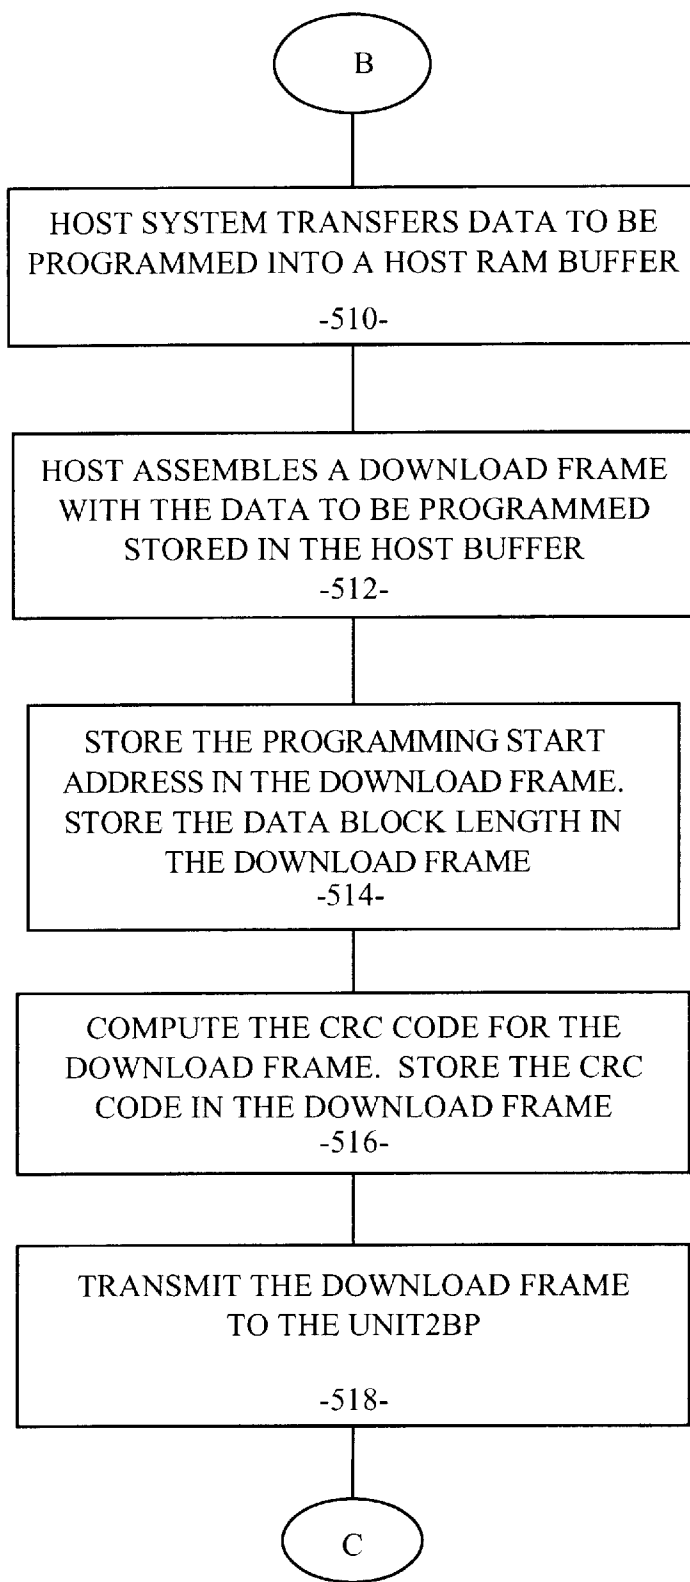 B
HOST SYSTEM TRANSFERS DATA TO BE
PROGRAMMED INTO A HOST RAM BUFFER
-510-
HOST ASSEMBLES A DOWNLOAD FRAME
WITH THE DATA TO BE PROGRAMMED
STORED IN THE HOST BUFFER
-512-
STORE THE PROGRAMMING START
ADDRESS IN THE DOWNLOAD FRAME.
STORE THE DATA BLOCK LENGTH IN
THE DOWNLOAD FRAME
-514-
COMPUTE THE CRC CODE FOR THE
DOWNLOAD FRAME. STORE THE CRC
CODE IN THE DOWNLOAD FRAME
-516-
TRANSMIT THE DOWNLOAD FRAME
TO THE UNIT2BP
-518-
C